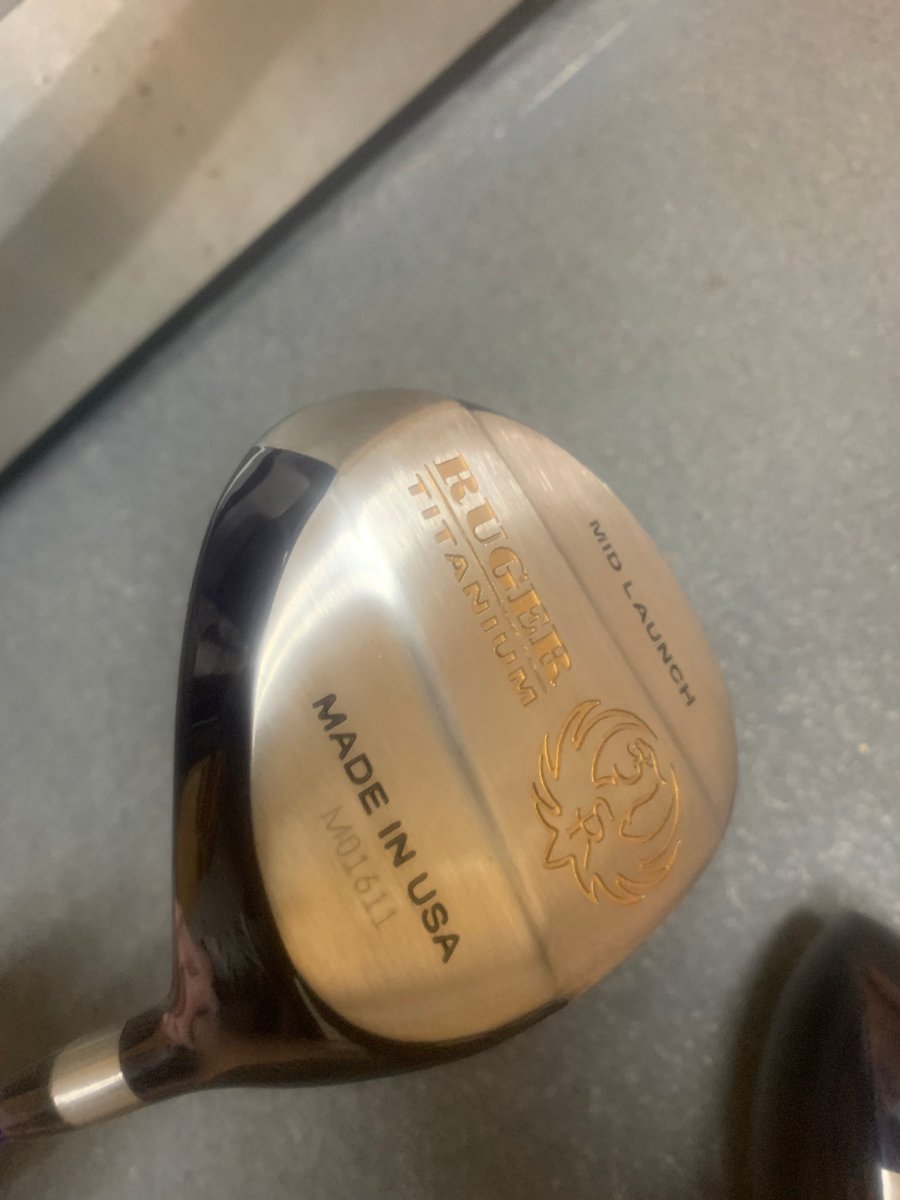 RUGER
TITANIUM
MID LAUNCH
MADE IN USA
M01611